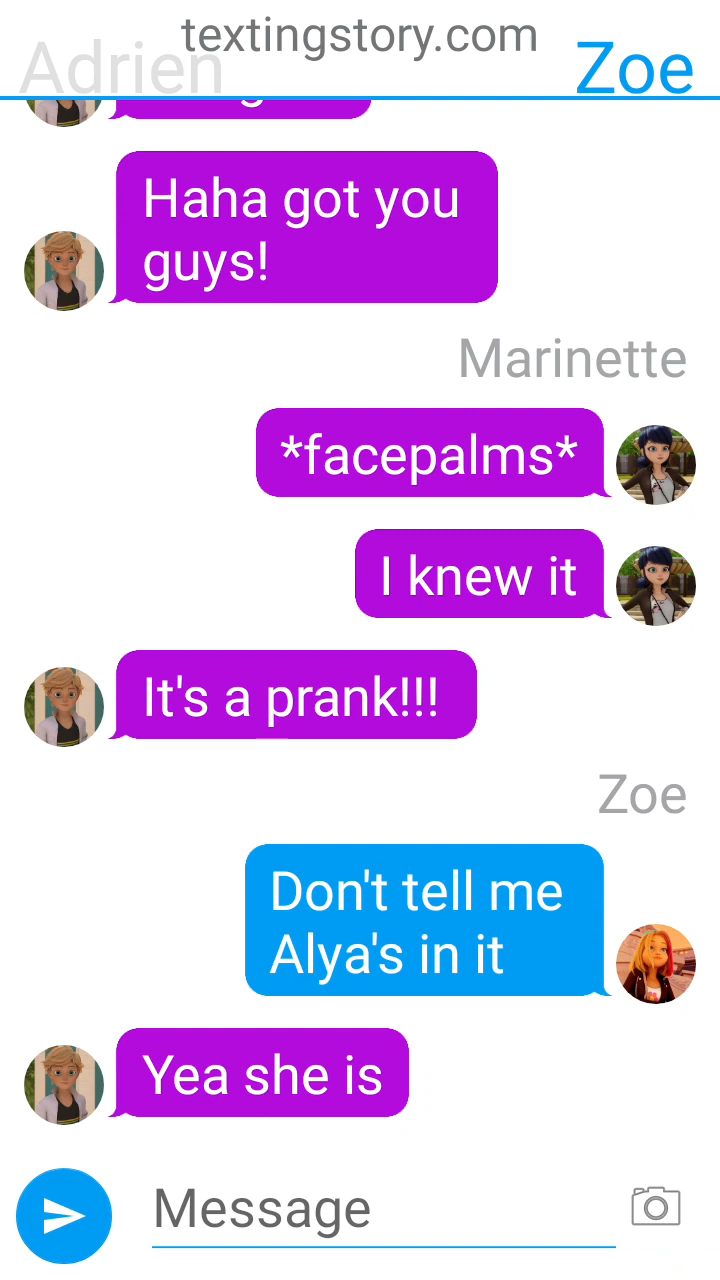 textingstory.com
Adrien
Zoe
Haha got you
guys!
Marinette
*facepalms*
I knew it
It's a prank!!!
Zoe
Don't tell me
Alya's in it
Yea she is
Message